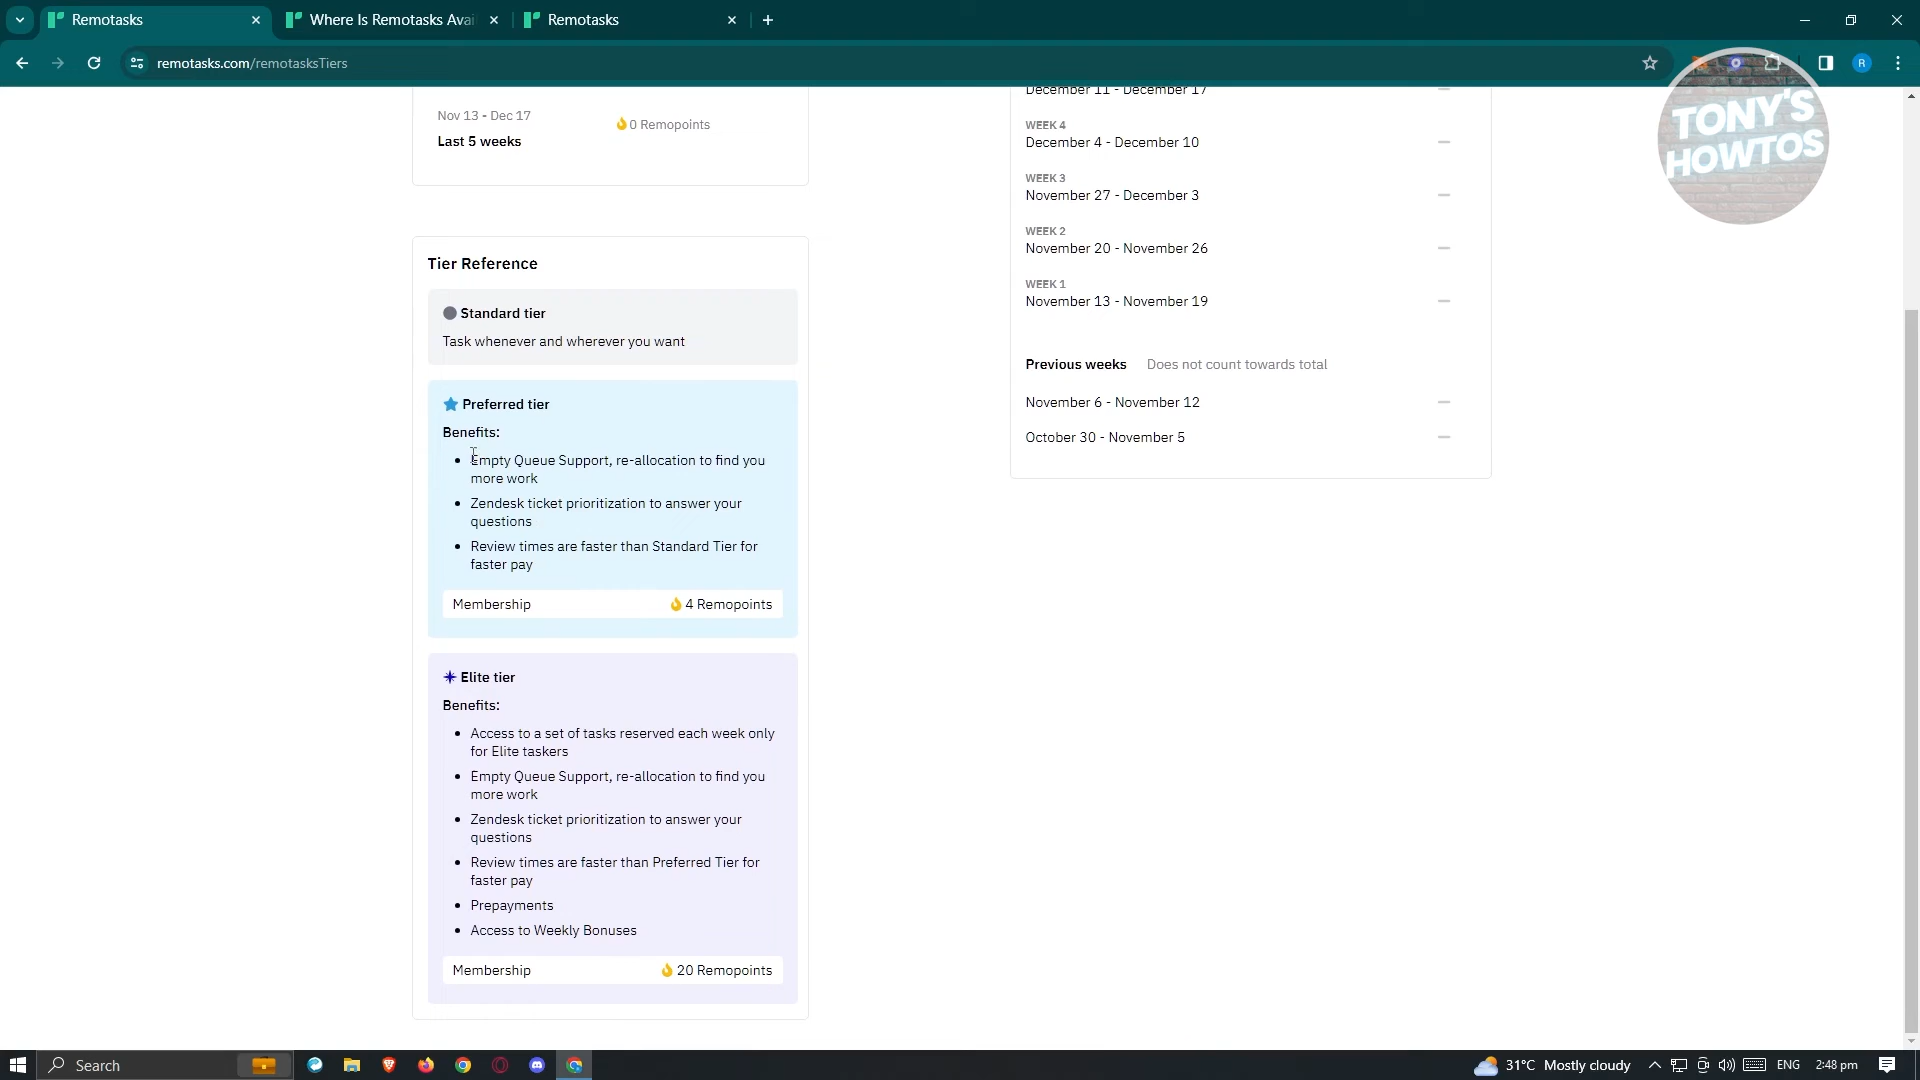 Remotasks
Where Is Remotasks Avai
Remotasks
remotasks.com/remotasksTiers
R
TONY'S
HOWTOS
Nov 13 - Dec 17
Last 5 weeks
0 Remopoints
Tier Reference
Standard tier
Task whenever and wherever you want
Preferred tier
Benefits:
Empty Queue Support, re-allocation to find you
more work
Zendesk ticket prioritization to answer your
questions
Review times are faster than Standard Tier for
faster pay
Membership
4 Remopoints
Elite tier
Benefits:
Access to a set of tasks reserved each week only
for Elite taskers
Empty Queue Support, re-allocation to find you
more work
Zendesk ticket prioritization to answer your
questions
Review times are faster than Preferred Tier for
faster pay
Prepayments
Access to Weekly Bonuses
Membership
20 Remopoints
December 11 - December 17
WEEK 4
December 4 - December 10
WEEK 3
November 27 - December 3
WEEK 2
November 20 - November 26
WEEK 1
November 13 - November 19
Previous weeks
Does not count towards total
November 6 - November 12
October 30 - November 5
Search
31°C Mostly cloudy
ENG
2:48 pm